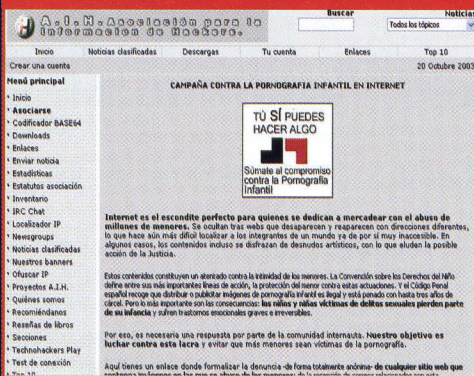 A.I.H. Asociación para la
Información de Hackers.
Buscar
Noticias
Todos los tópicos
Inicio
Noticias clasificadas
Descargas
Tu cuenta
Enlaces
Top 10
Crear una cuenta
20 Octubre 2003
Menú principal
· Inicio
· Asociarse
· Codificador BASE64
· Downloads
· Enlaces
· Enviar noticia
· Estadísticas
· Estatutos asociación
· Inventario
· IRC Chat
· Localizador IP
· Newsgroups
· Noticias clasificadas
· Nuestros banners
· Ofuscar IP
· Proyectos A.I.H.
· Quiénes somos
· Recomiéndanos
· Reseñas de libros
· Secciones
· Technohackers Play
· Test de conexión
· Top 10
CAMPAÑA CONTRA LA PORNOGRAFIA INFANTIL EN INTERNET
TÚ SÍ PUEDES
HACER ALGO
Súmate al compromiso
contra la Pornografía
Infantil
Internet es el escondite perfecto para quienes se dedican a mercadear con el abuso de
millones de menores. Se ocultan tras webs que desaparecen y reaparecen con direcciones diferentes,
lo que hace aún más difícil localizar a los integrantes de un mundo ya de por sí muy inaccesible. En
algunos casos, los contenidos incluso se disfrazan de desnudos artísticos, con lo que eluden la posible
acción de la Justicia.
Estos contenidos constituyen un atentado contra la intimidad de los menores. La Convención sobre los Derechos del Niño
define entre sus más importantes líneas de acción, la protección del menor contra estas actuaciones. Y el Código Penal
español recoge que distribuir o publicitar imágenes de pornografía infantil es ilegal y está penado con hasta tres años de
cárcel. Pero lo más importante son las consecuencias: los niños y niñas víctimas de delitos sexuales pierden parte
de su infancia y sufren trastornos emocionales graves e irreversibles.
Por eso, es necesaria una respuesta por parte de la comunidad internauta. Nuestro objetivo es
luchar contra esta lacra y evitar que más menores sean víctimas de la pornografía.
Aquí tienes un enlace donde formalizar la denuncia -de forma totalmente anónima- de cualquier sitio web que